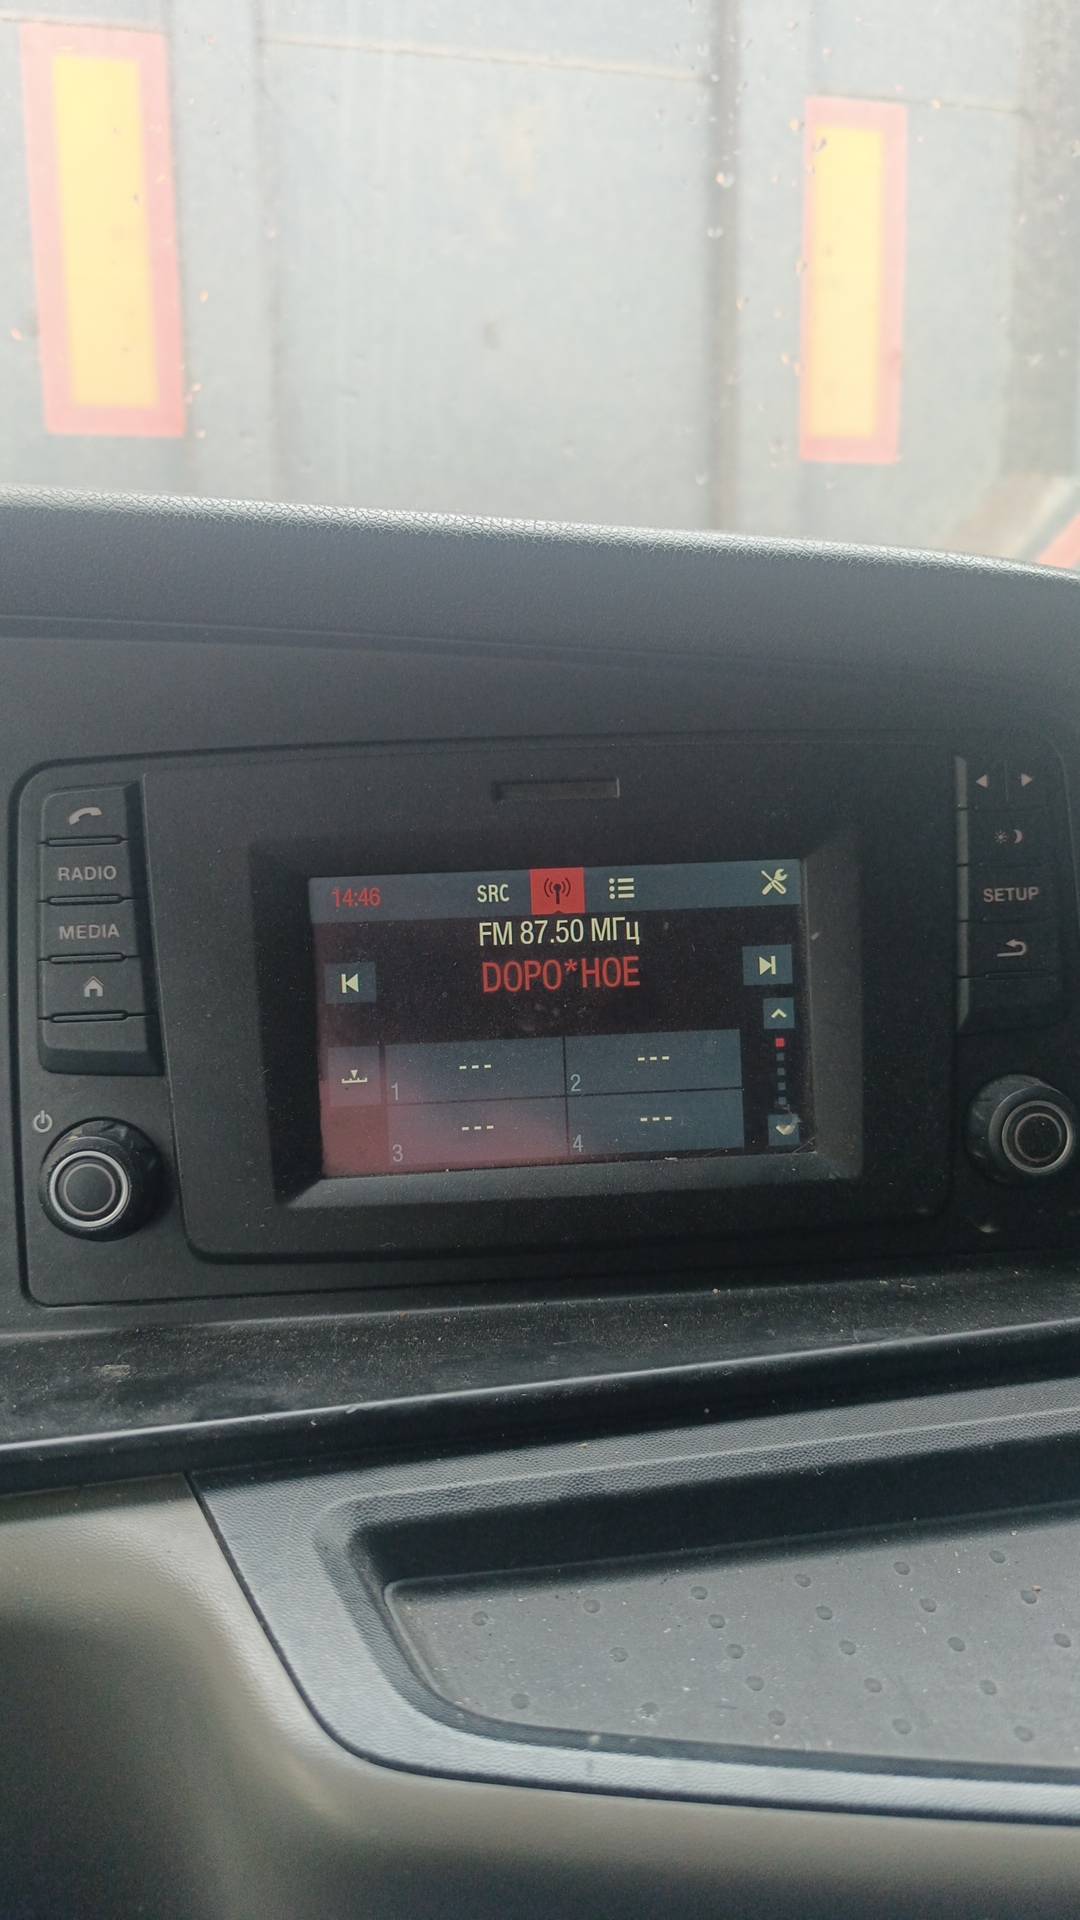 RADIO
MEDIA
SETUP
14:46
SRC
FM 87.50 МГц
DOPO*HOE
---
1
---
2
---
3
---
4